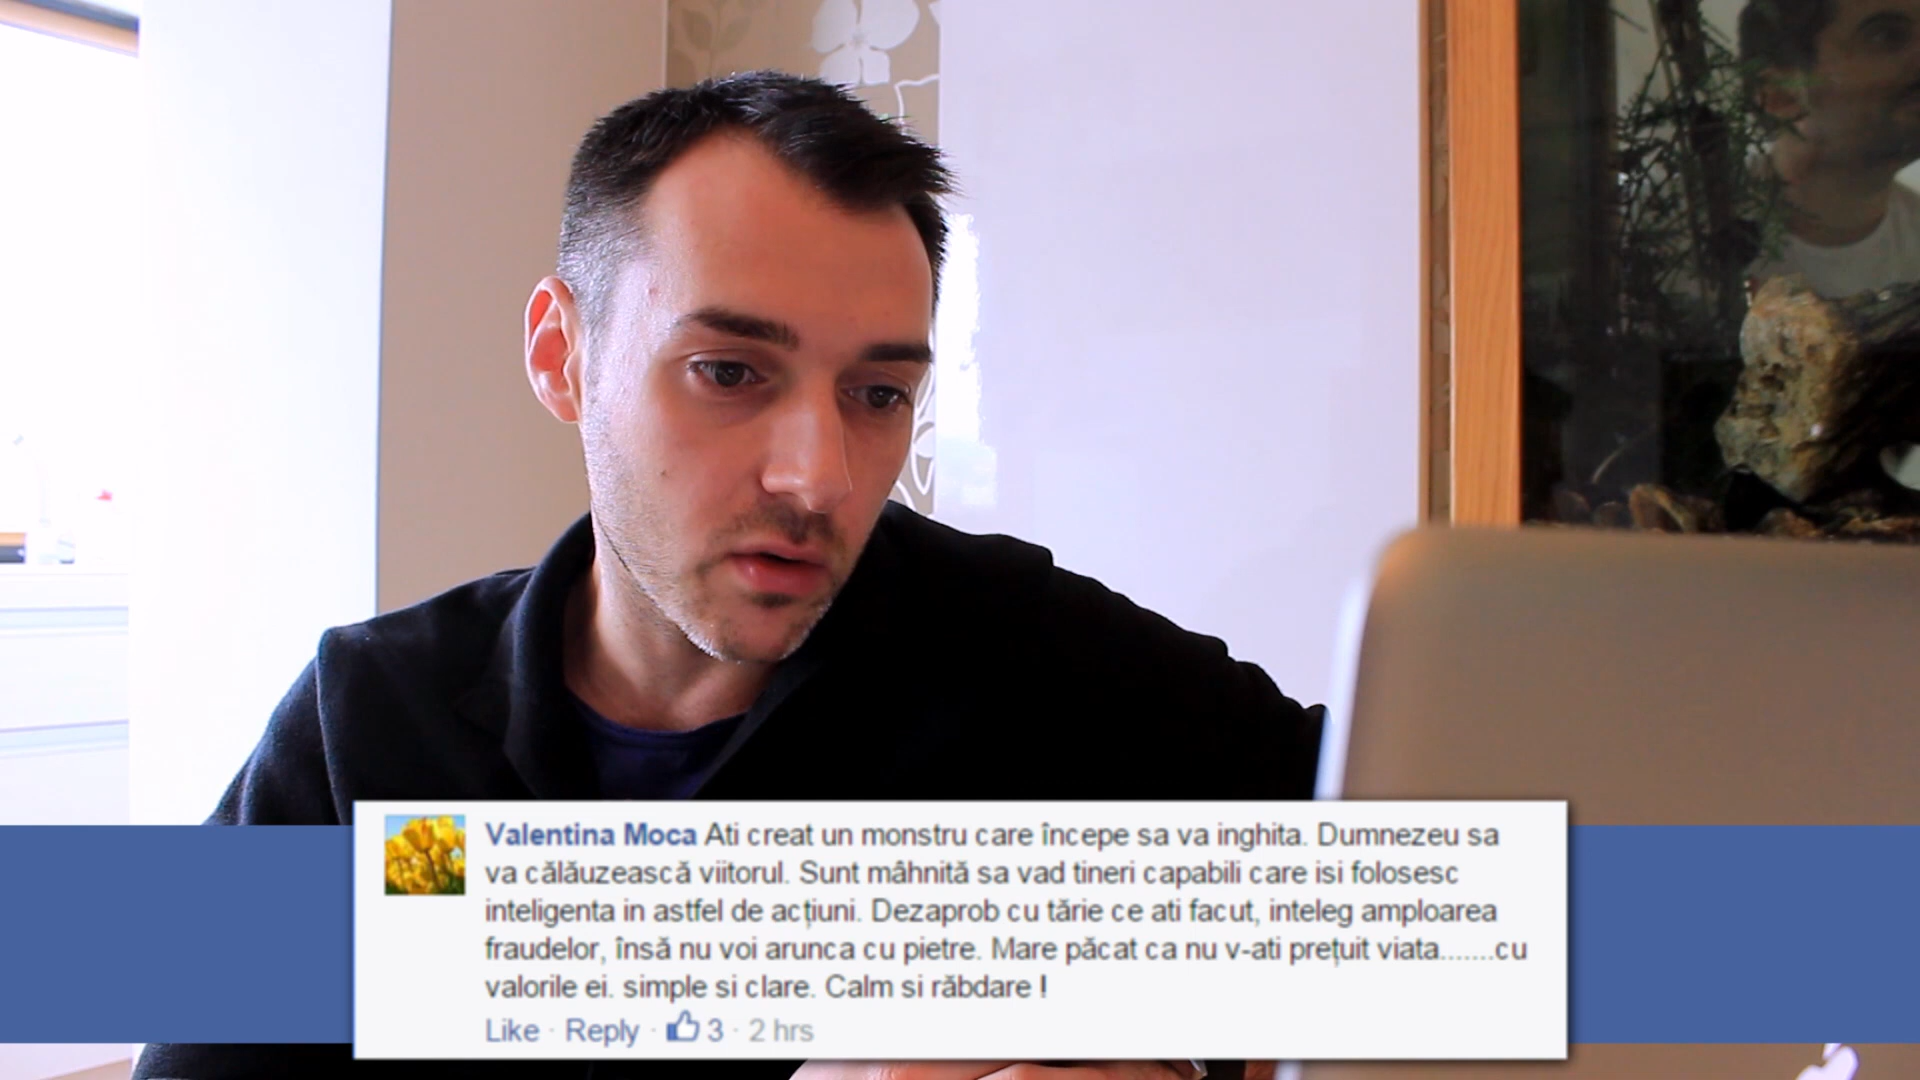 Valentina Moca Ati creat un monstru care începe sa va inghita. Dumnezeu sa
va călăuzească viitorul. Sunt mâhnită sa vad tineri capabili care isi folosesc
inteligenta in astfel de acțiuni. Dezaprob cu tărie ce ati facut, inteleg amploarea
fraudelor, însă nu voi arunca cu pietre. Mare păcat ca nu v-ati prețuit viata.......cu
valorile ei. simple si clare. Calm si răbdare !
Like · Reply · 3 · 2 hrs